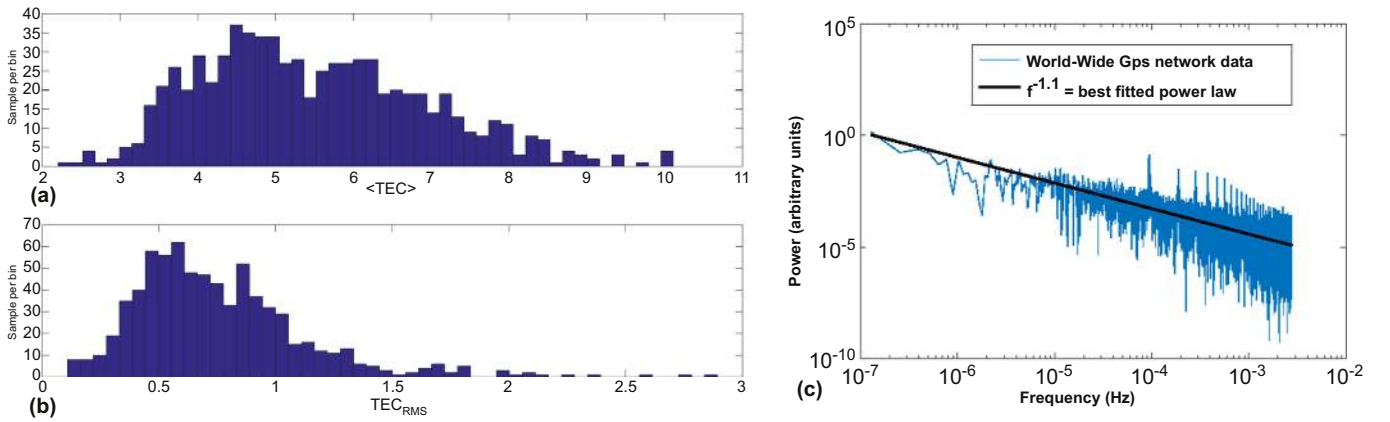 40
35
30
25
20
15
10
5
0
Sample per bin
2 3 4 5 6 7 8 9 10 11
<TEC>
(a)
70
60
50
40
30
20
10
0
Sample per bin
0 0.5 1 1.5 2 2.5 3
TEC_RMS
(b)
10^5
10^0
10^-5
10^-10
Power (arbitrary units)
World-Wide Gps network data
f^-1.1 = best fitted power law
10^-7 10^-6 10^-5 10^-4 10^-3 10^-2
Frequency (Hz)
(c)